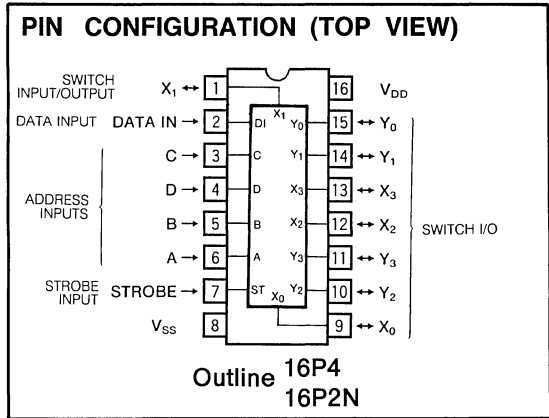 PIN CONFIGURATION (TOP VIEW)
SWITCH
INPUT/OUTPUT X₁ ↔ 1
16 V_DD
DATA INPUT DATA IN → 2 DI
X₁
Y₀ 15 ↔ Y₀
C → 3 C
Y₁ 14 ↔ Y₁
ADDRESS
INPUTS
D → 4 D
X₃ 13 ↔ X₃
B → 5 B
X₂ 12 ↔ X₂
SWITCH I/O
A → 6 A
Y₃ 11 ↔ Y₃
STROBE
INPUT STROBE → 7 ST
X₀
Y₂ 10 ↔ Y₂
V_SS 8
9 ↔ X₀
Outline 16P4
16P2N